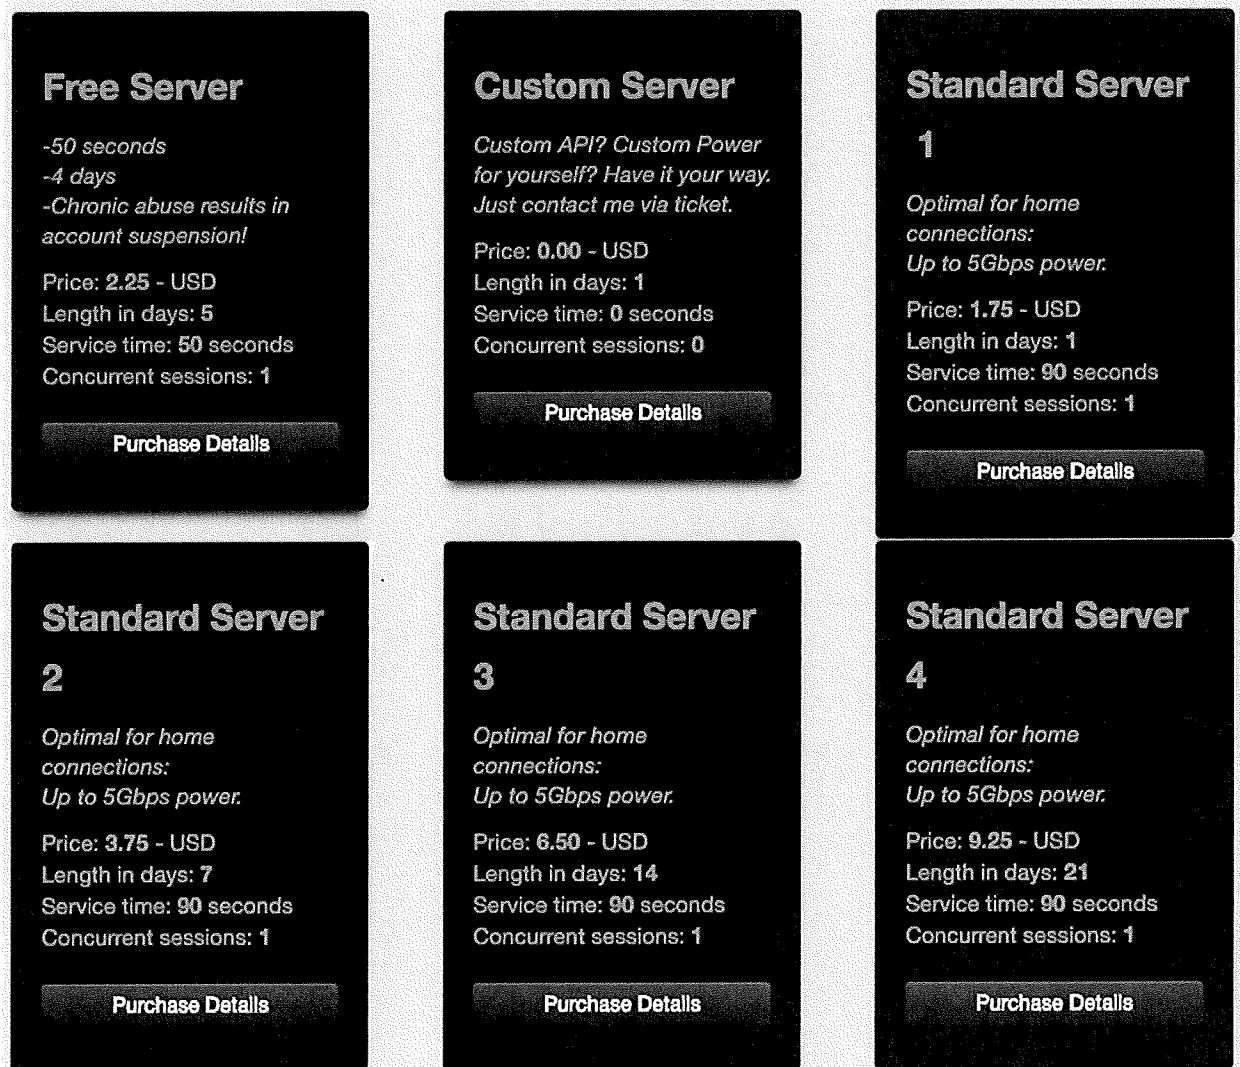 Free Server
-50 seconds
-4 days
-Chronic abuse results in
account suspension!
Price: 2.25 - USD
Length in days: 5
Service time: 50 seconds
Concurrent sessions: 1
Purchase Details
Custom Server
Custom API? Custom Power
for yourself? Have it your way.
Just contact me via ticket.
Price: 0.00 - USD
Length in days: 1
Service time: 0 seconds
Concurrent sessions: 0
Purchase Details
Standard Server
1
Optimal for home
connections:
Up to 5Gbps power.
Price: 1.75 - USD
Length in days: 1
Service time: 90 seconds
Concurrent sessions: 1
Purchase Details
Standard Server
2
Optimal for home
connections:
Up to 5Gbps power.
Price: 3.75 - USD
Length in days: 7
Service time: 90 seconds
Concurrent sessions: 1
Purchase Details
Standard Server
3
Optimal for home
connections:
Up to 5Gbps power.
Price: 6.50 - USD
Length in days: 14
Service time: 90 seconds
Concurrent sessions: 1
Purchase Details
Standard Server
4
Optimal for home
connections:
Up to 5Gbps power.
Price: 9.25 - USD
Length in days: 21
Service time: 90 seconds
Concurrent sessions: 1
Purchase Details